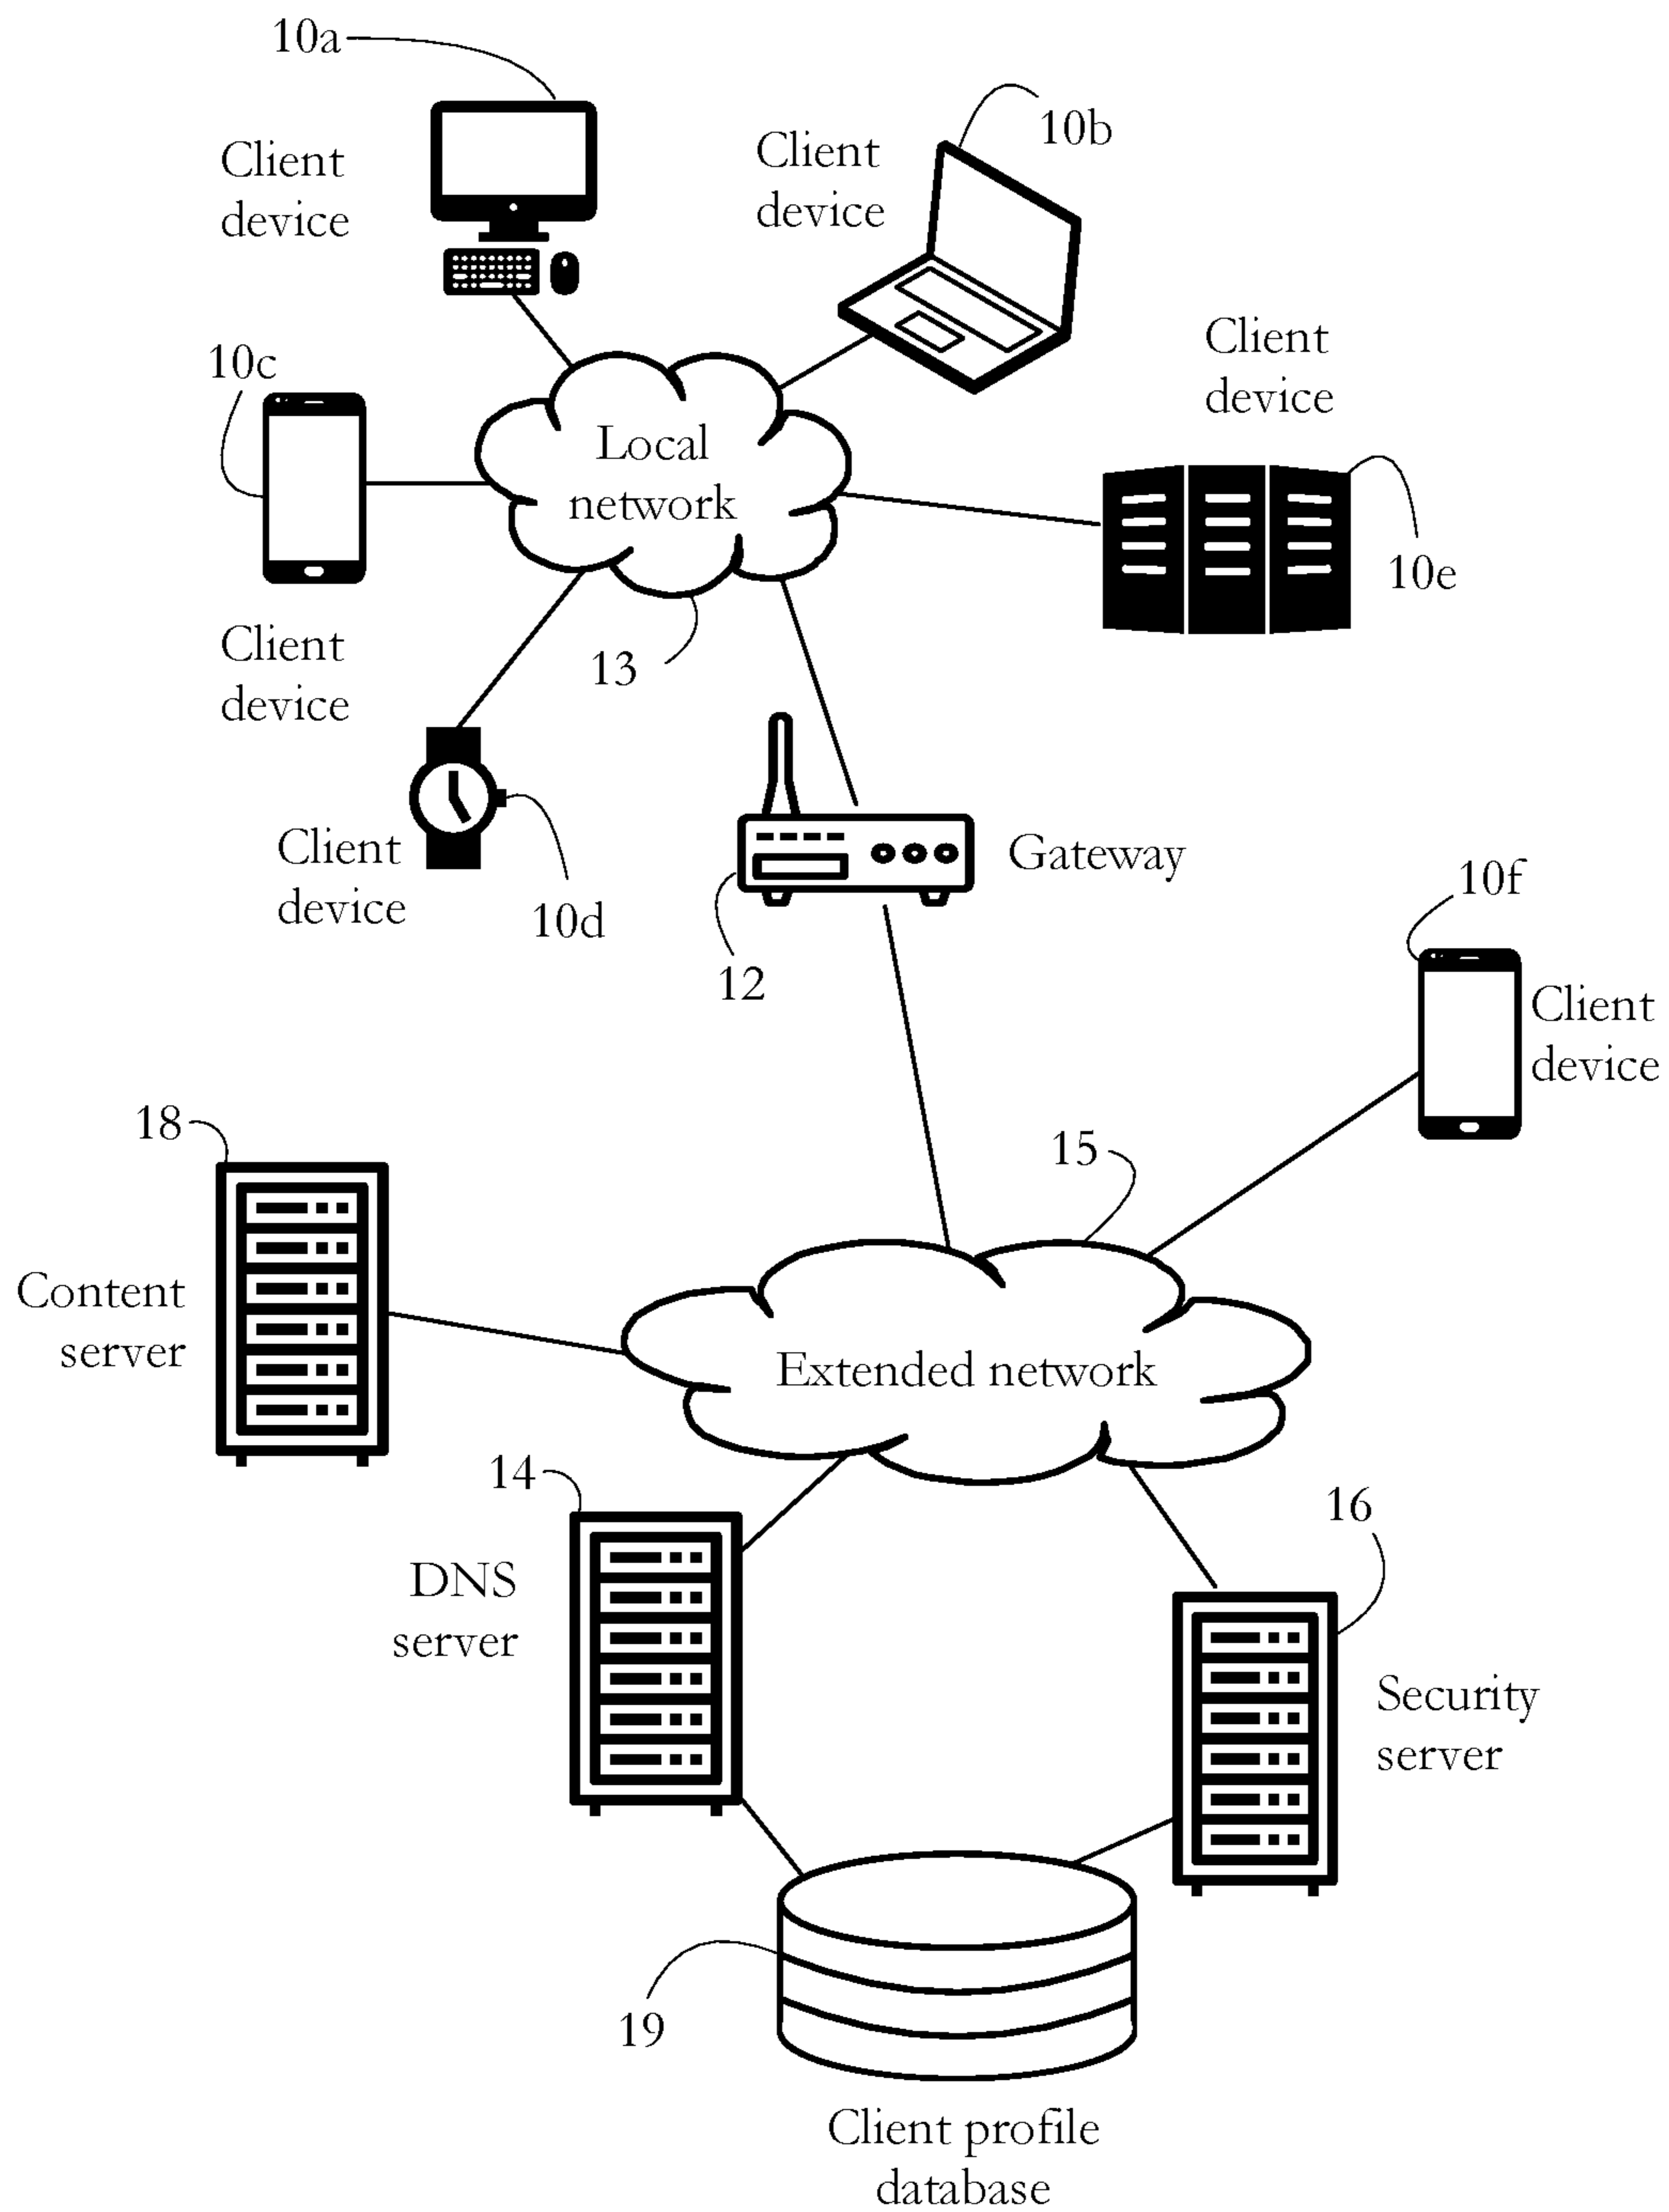 10a
Client
device
Client
device
10b
10c
Client
device
Local
network
10e
Client
device
13
Client
device
10d
Gateway
12
10f
Client
device
18
15
Content
server
Extended network
14
16
DNS
server
Security
server
19
Client profile
database